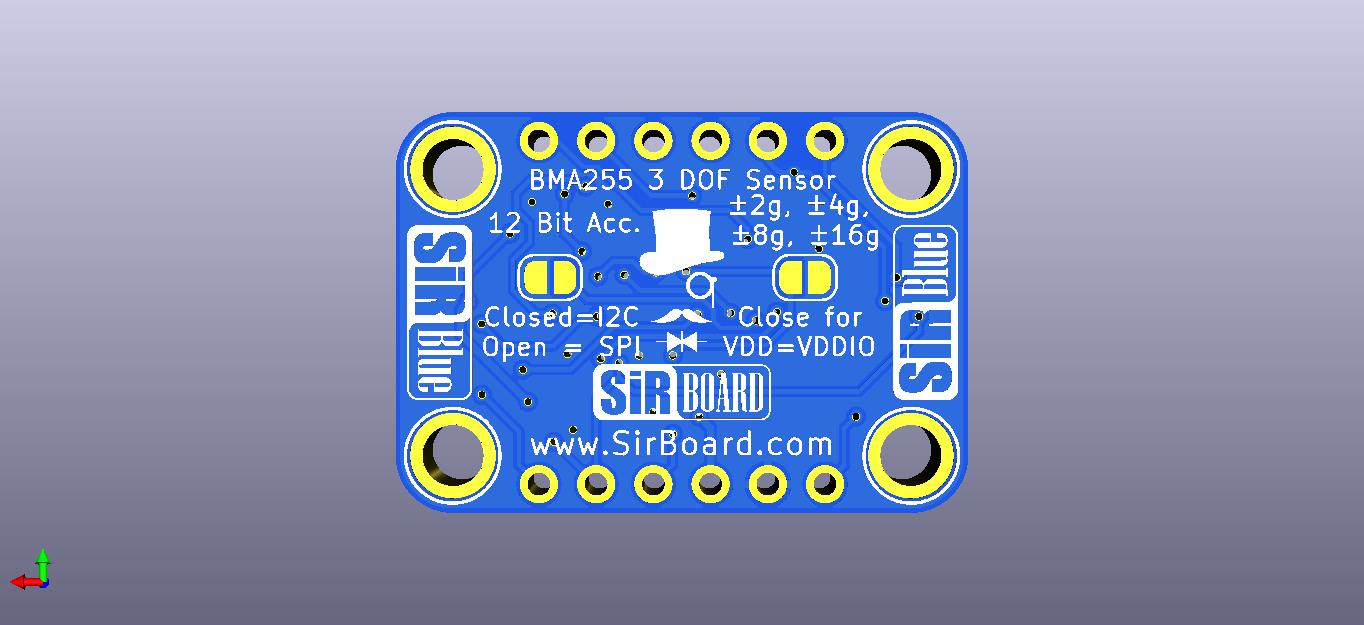 BMA255 3 DOF Sensor
12 Bit Acc.
±2g, ±4g,
±8g, ±16g
SiR Blue
SiR Blue
Closed=I2C
Open = SPI
Close for
VDD=VDDIO
SiR BOARD
www.SirBoard.com